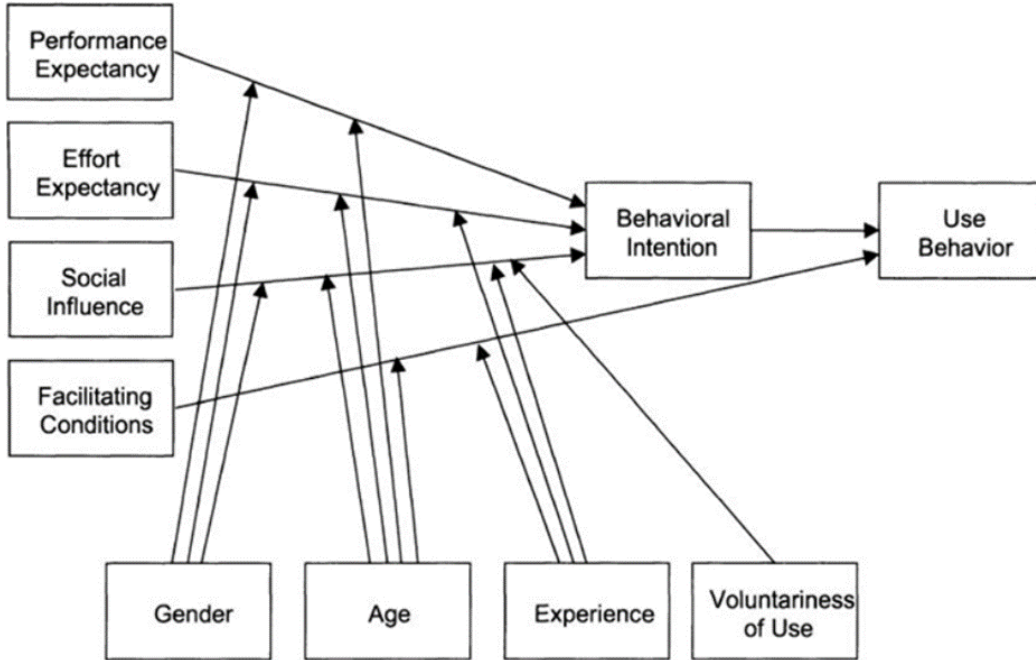 Performance
Expectancy
Effort
Expectancy
Social
Influence
Facilitating
Conditions
Behavioral
Intention
Use
Behavior
Gender
Age
Experience
Voluntariness
of Use